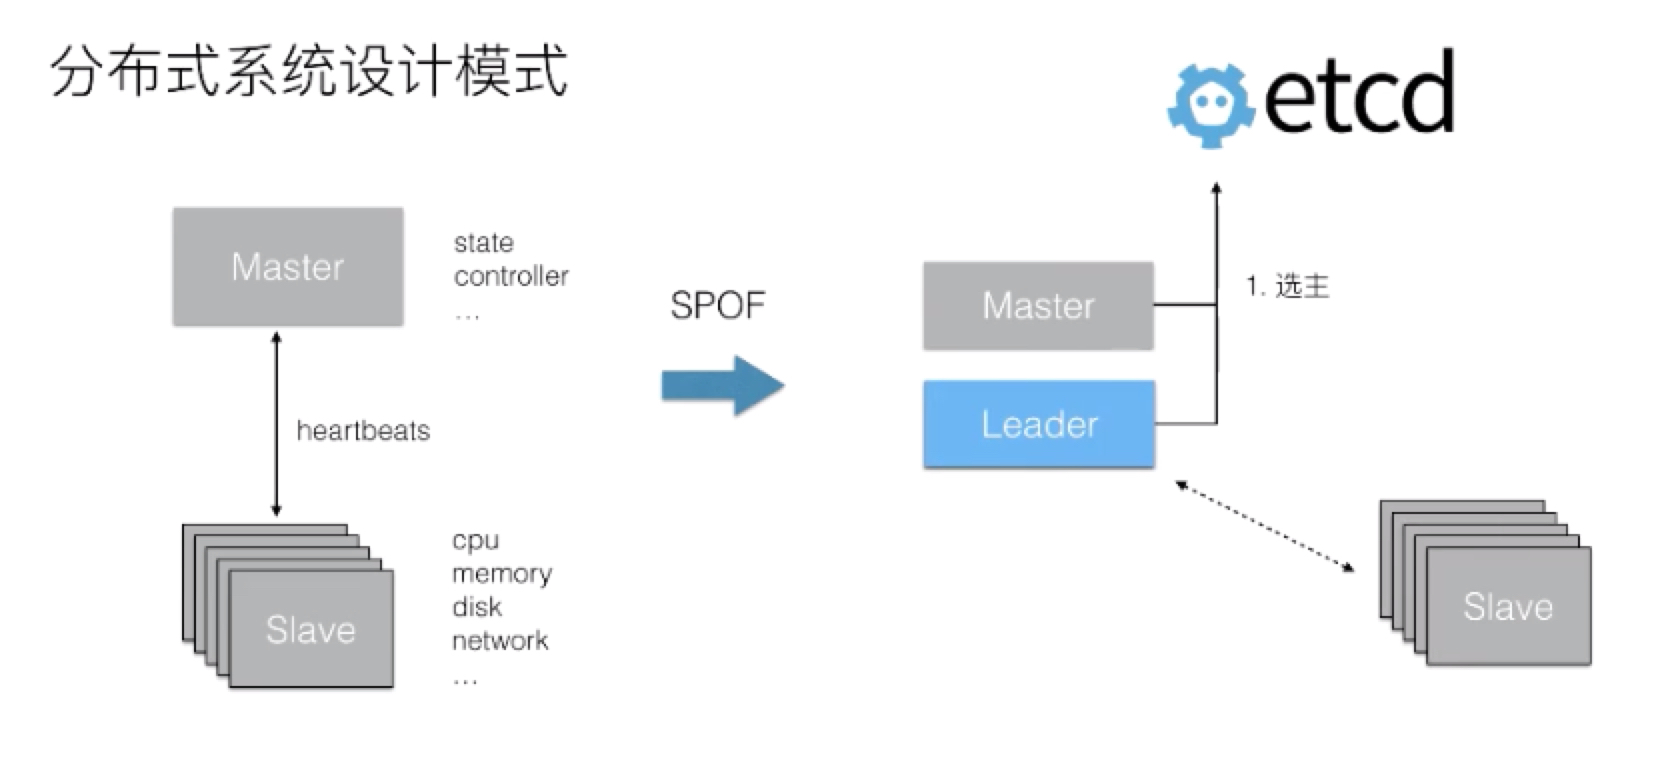 分布式系统设计模式
etcd
Master
state
controller
...
heartbeats
Slave
cpu
memory
disk
network
...
SPOF
Master
Leader
1. 选主
Slave